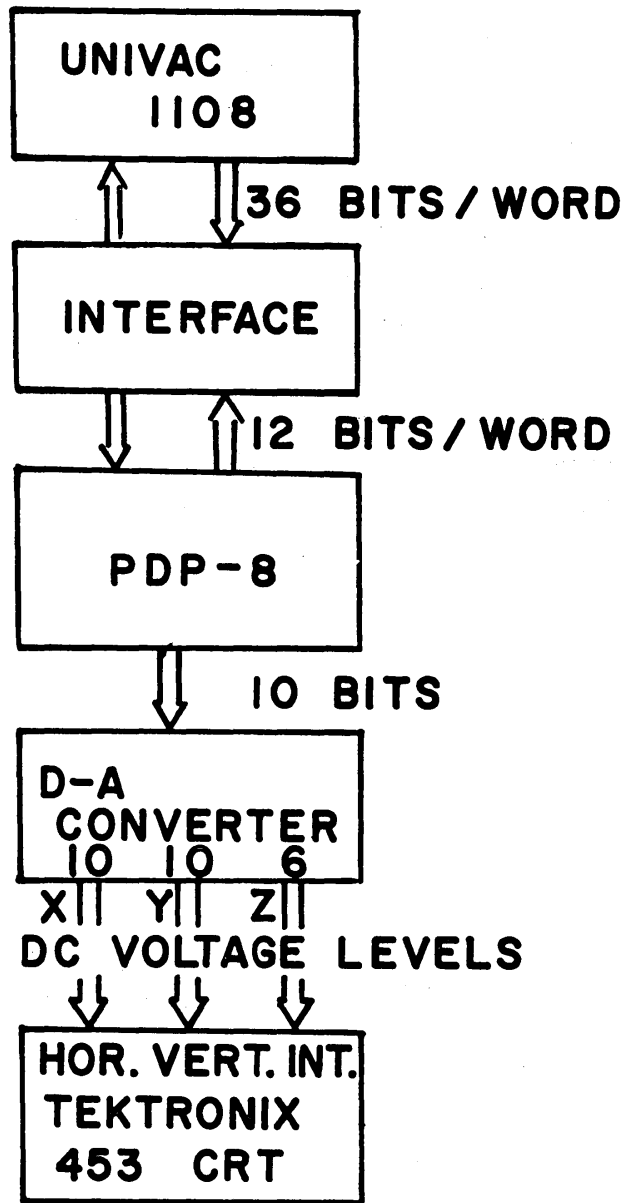 UNIVAC
1108
36 BITS/WORD
INTERFACE
12 BITS/WORD
PDP-8
10 BITS
D-A
CONVERTER
10 10 6
X Y Z
DC VOLTAGE LEVELS
HOR. VERT. INT.
TEKTRONIX
453 CRT